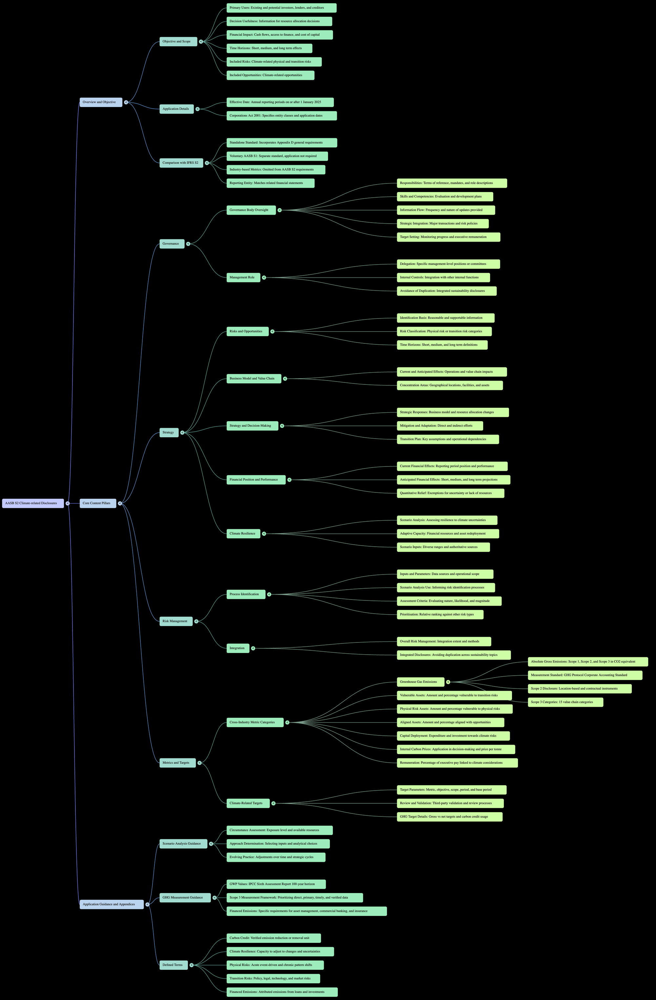 AASB S2 Climate-related Disclosures
<
Overview and Objective
<
Objective and Scope
<
Primary Users: Existing and potential investors, lenders, and creditors
Decision Usefulness: Information for resource allocation decisions
Financial Impact: Cash flows, access to finance, and cost of capital
Time Horizons: Short, medium, and long term effects
Included Risks: Climate-related physical and transition risks
Included Opportunities: Climate-related opportunities
Application Details
<
Effective Date: Annual reporting periods on or after 1 January 2025
Corporations Act 2001: Specifies entity classes and application dates
Comparison with IFRS S2
<
Standalone Standard: Incorporates Appendix D general requirements
Voluntary AASB S1: Separate standard, application not required
Industry-based Metrics: Omitted from AASB S2 requirements
Reporting Entity: Matches related financial statements
Core Content Pillars
<
Governance
<
Governance Body Oversight
<
Responsibilities: Terms of reference, mandates, and role descriptions
Skills and Competencies: Evaluation and development plans
Information Flow: Frequency and nature of updates provided
Strategic Integration: Major transactions and risk policies
Target Setting: Monitoring progress and executive remuneration
Management Role
<
Delegation: Specific management-level positions or committees
Internal Controls: Integration with other internal functions
Avoidance of Duplication: Integrated sustainability disclosures
Strategy
<
Risks and Opportunities
<
Identification Basis: Reasonable and supportable information
Risk Classification: Physical risk or transition risk categories
Time Horizons: Short, medium, and long term definitions
Business Model and Value Chain
<
Current and Anticipated Effects: Operations and value chain impacts
Concentration Areas: Geographical locations, facilities, and assets
Strategy and Decision-Making
<
Strategic Responses: Business model and resource allocation changes
Mitigation and Adaptation: Direct and indirect efforts
Transition Plan: Key assumptions and operational dependencies
Financial Position and Performance
<
Current Financial Effects: Reporting period position and performance
Anticipated Financial Effects: Short, medium, and long term projections
Quantitative Relief: Exemptions for uncertainty or lack of resources
Climate Resilience
<
Scenario Analysis: Assessing resilience to climate uncertainties
Adaptive Capacity: Financial resources and asset redeployment
Scenario Inputs: Diverse ranges and authoritative sources
Risk Management
<
Process Identification
<
Inputs and Parameters: Data sources and operational scope
Scenario Analysis Use: Informing risk identification processes
Assessment Criteria: Evaluating nature, likelihood, and magnitude
Prioritisation: Relative ranking against other risk types
Integration
<
Overall Risk Management: Integration extent and methods
Integrated Disclosures: Avoiding duplication across sustainability topics
Metrics and Targets
<
Cross-Industry Metric Categories
<
Greenhouse Gas Emissions
<
Absolute Gross Emissions: Scope 1, Scope 2, and Scope 3 in CO2 equivalent
Measurement Standard: GHG Protocol Corporate Accounting Standard
Scope 2 Disclosure: Location-based and contractual instruments
Scope 3 Categories: 15 value chain categories
Vulnerable Assets: Amount and percentage vulnerable to transition risks
Physical Risk Assets: Amount and percentage vulnerable to physical risks
Aligned Assets: Amount and percentage aligned with opportunities
Capital Deployment: Expenditure and investment towards climate risks
Internal Carbon Prices: Application in decision-making and price per tonne
Remuneration: Percentage of executive pay linked to climate considerations
Climate-Related Targets
<
Target Parameters: Metric, objective, scope, period, and base period
Review and Validation: Third-party validation and review processes
GHG Target Details: Gross vs net targets and carbon credit usage
Application Guidance and Appendices
<
Scenario Analysis Guidance
<
Circumstance Assessment: Exposure level and available resources
Approach Determination: Selecting inputs and analytical choices
Evolving Practice: Adjustments over time and strategic cycles
GHG Measurement Guidance
<
GWP Values: IPCC Sixth Assessment Report 100-year horizon
Scope 3 Measurement Framework: Prioritizing direct, primary, timely, and verified data
Financed Emissions: Specific requirements for asset management, commercial banking, and insurance
Defined Terms
<
Carbon Credit: Verified emission reduction or removal unit
Climate Resilience: Capacity to adjust to changes and uncertainties
Physical Risks: Acute event-driven and chronic pattern shifts
Transition Risks: Policy, legal, technology, and market risks
Financed Emissions: Attributed emissions from loans and investments